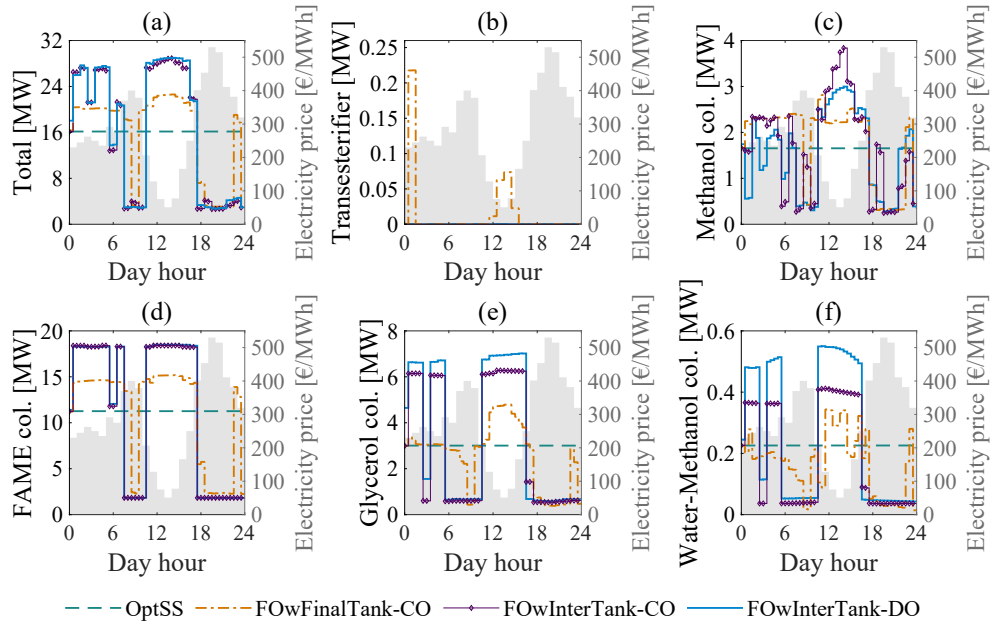 (a) (b) (c)
Total [MW]
32
24
16
8
0
500
400
300
200
100
0
Electricity price [€/MWh]
0 6 12 18 24
Day hour
Transesterifier [MW]
0.25
0.2
0.15
0.1
0.05
0
500
400
300
200
100
0
Electricity price [€/MWh]
0 6 12 18 24
Day hour
Methanol col. [MW]
4
3
2
1
0
500
400
300
200
100
0
Electricity price [€/MWh]
0 6 12 18 24
Day hour
(d) (e) (f)
FAME col. [MW]
20
15
10
5
0
500
400
300
200
100
0
Electricity price [€/MWh]
0 6 12 18 24
Day hour
Glycerol col. [MW]
8
6
4
2
0
500
400
300
200
100
0
Electricity price [€/MWh]
0 6 12 18 24
Day hour
Water-Methanol col. [MW]
0.6
0.4
0.2
0
500
400
300
200
100
0
Electricity price [€/MWh]
0 6 12 18 24
Day hour
OptSS FOwFinalTank-CO FOwInterTank-CO FOwInterTank-DO